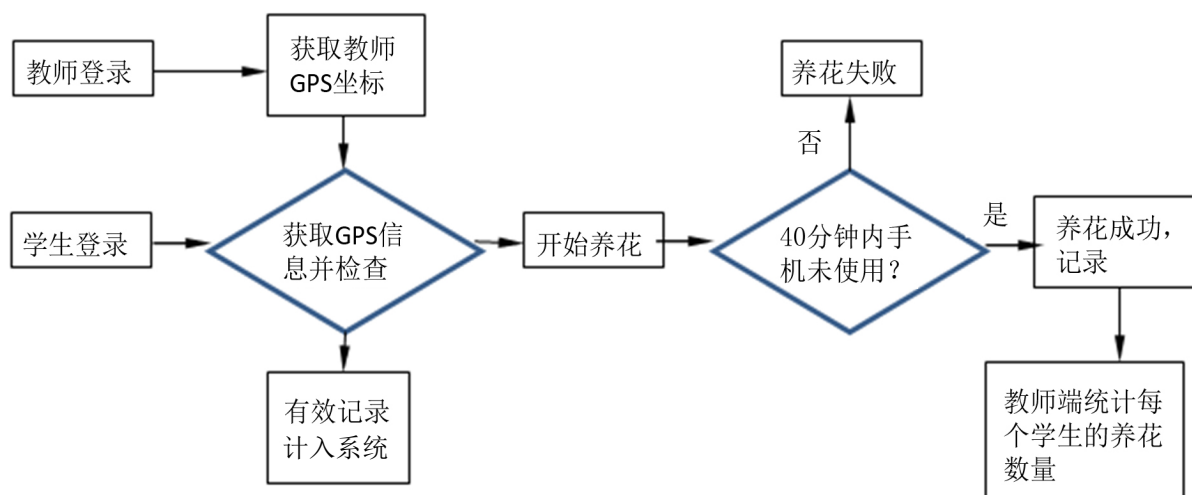 教师登录
获取教师
GPS坐标
养花失败
否
学生登录
获取GPS信
息并检查
开始养花
40分钟内手
机未使用？
是
养花成功，
记录
有效记录
计入系统
教师端统计每
个学生的养花
数量